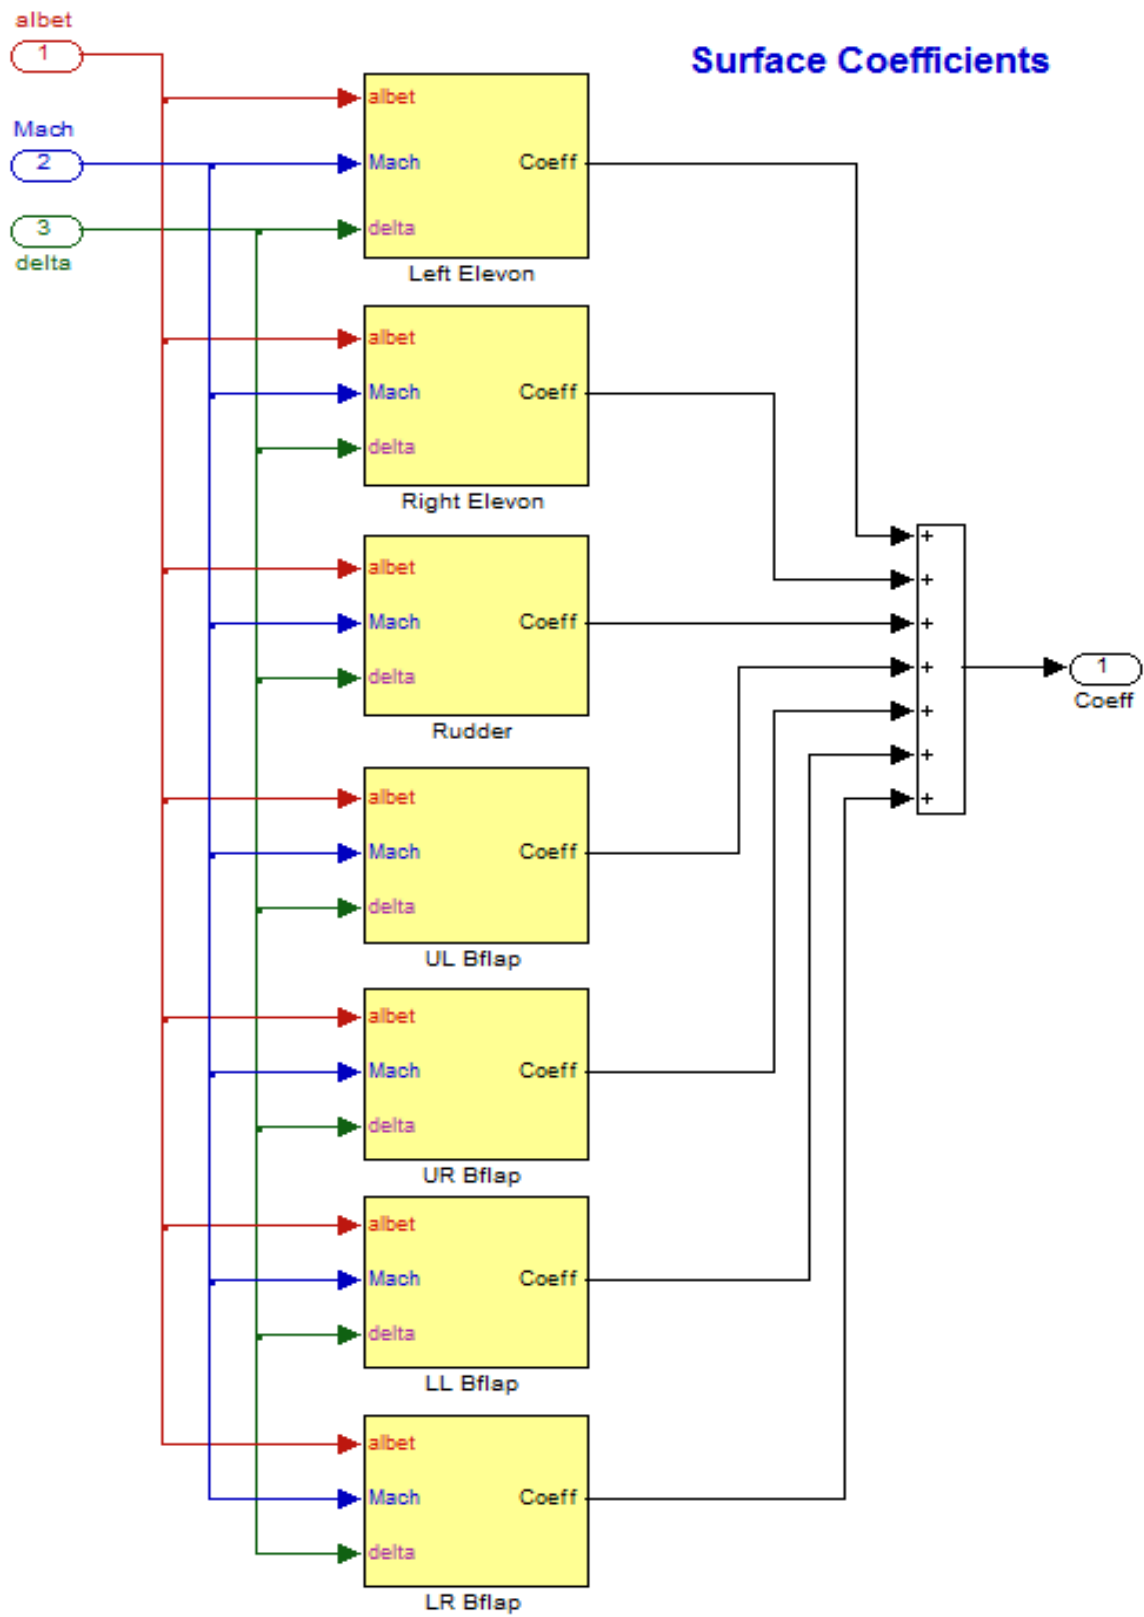 albet
1
Surface Coefficients
albet
Mach
2
Mach
Coeff
3
delta
delta
Left Elevon
albet
Mach
Coeff
delta
Right Elevon
+
+
albet
Mach
Coeff
+
delta
+
1
Coeff
Rudder
+
+
albet
+
Mach
Coeff
delta
UL Bflap
albet
Mach
Coeff
delta
UR Bflap
albet
Mach
Coeff
delta
LL Bflap
albet
Mach
Coeff
delta
LR Bflap